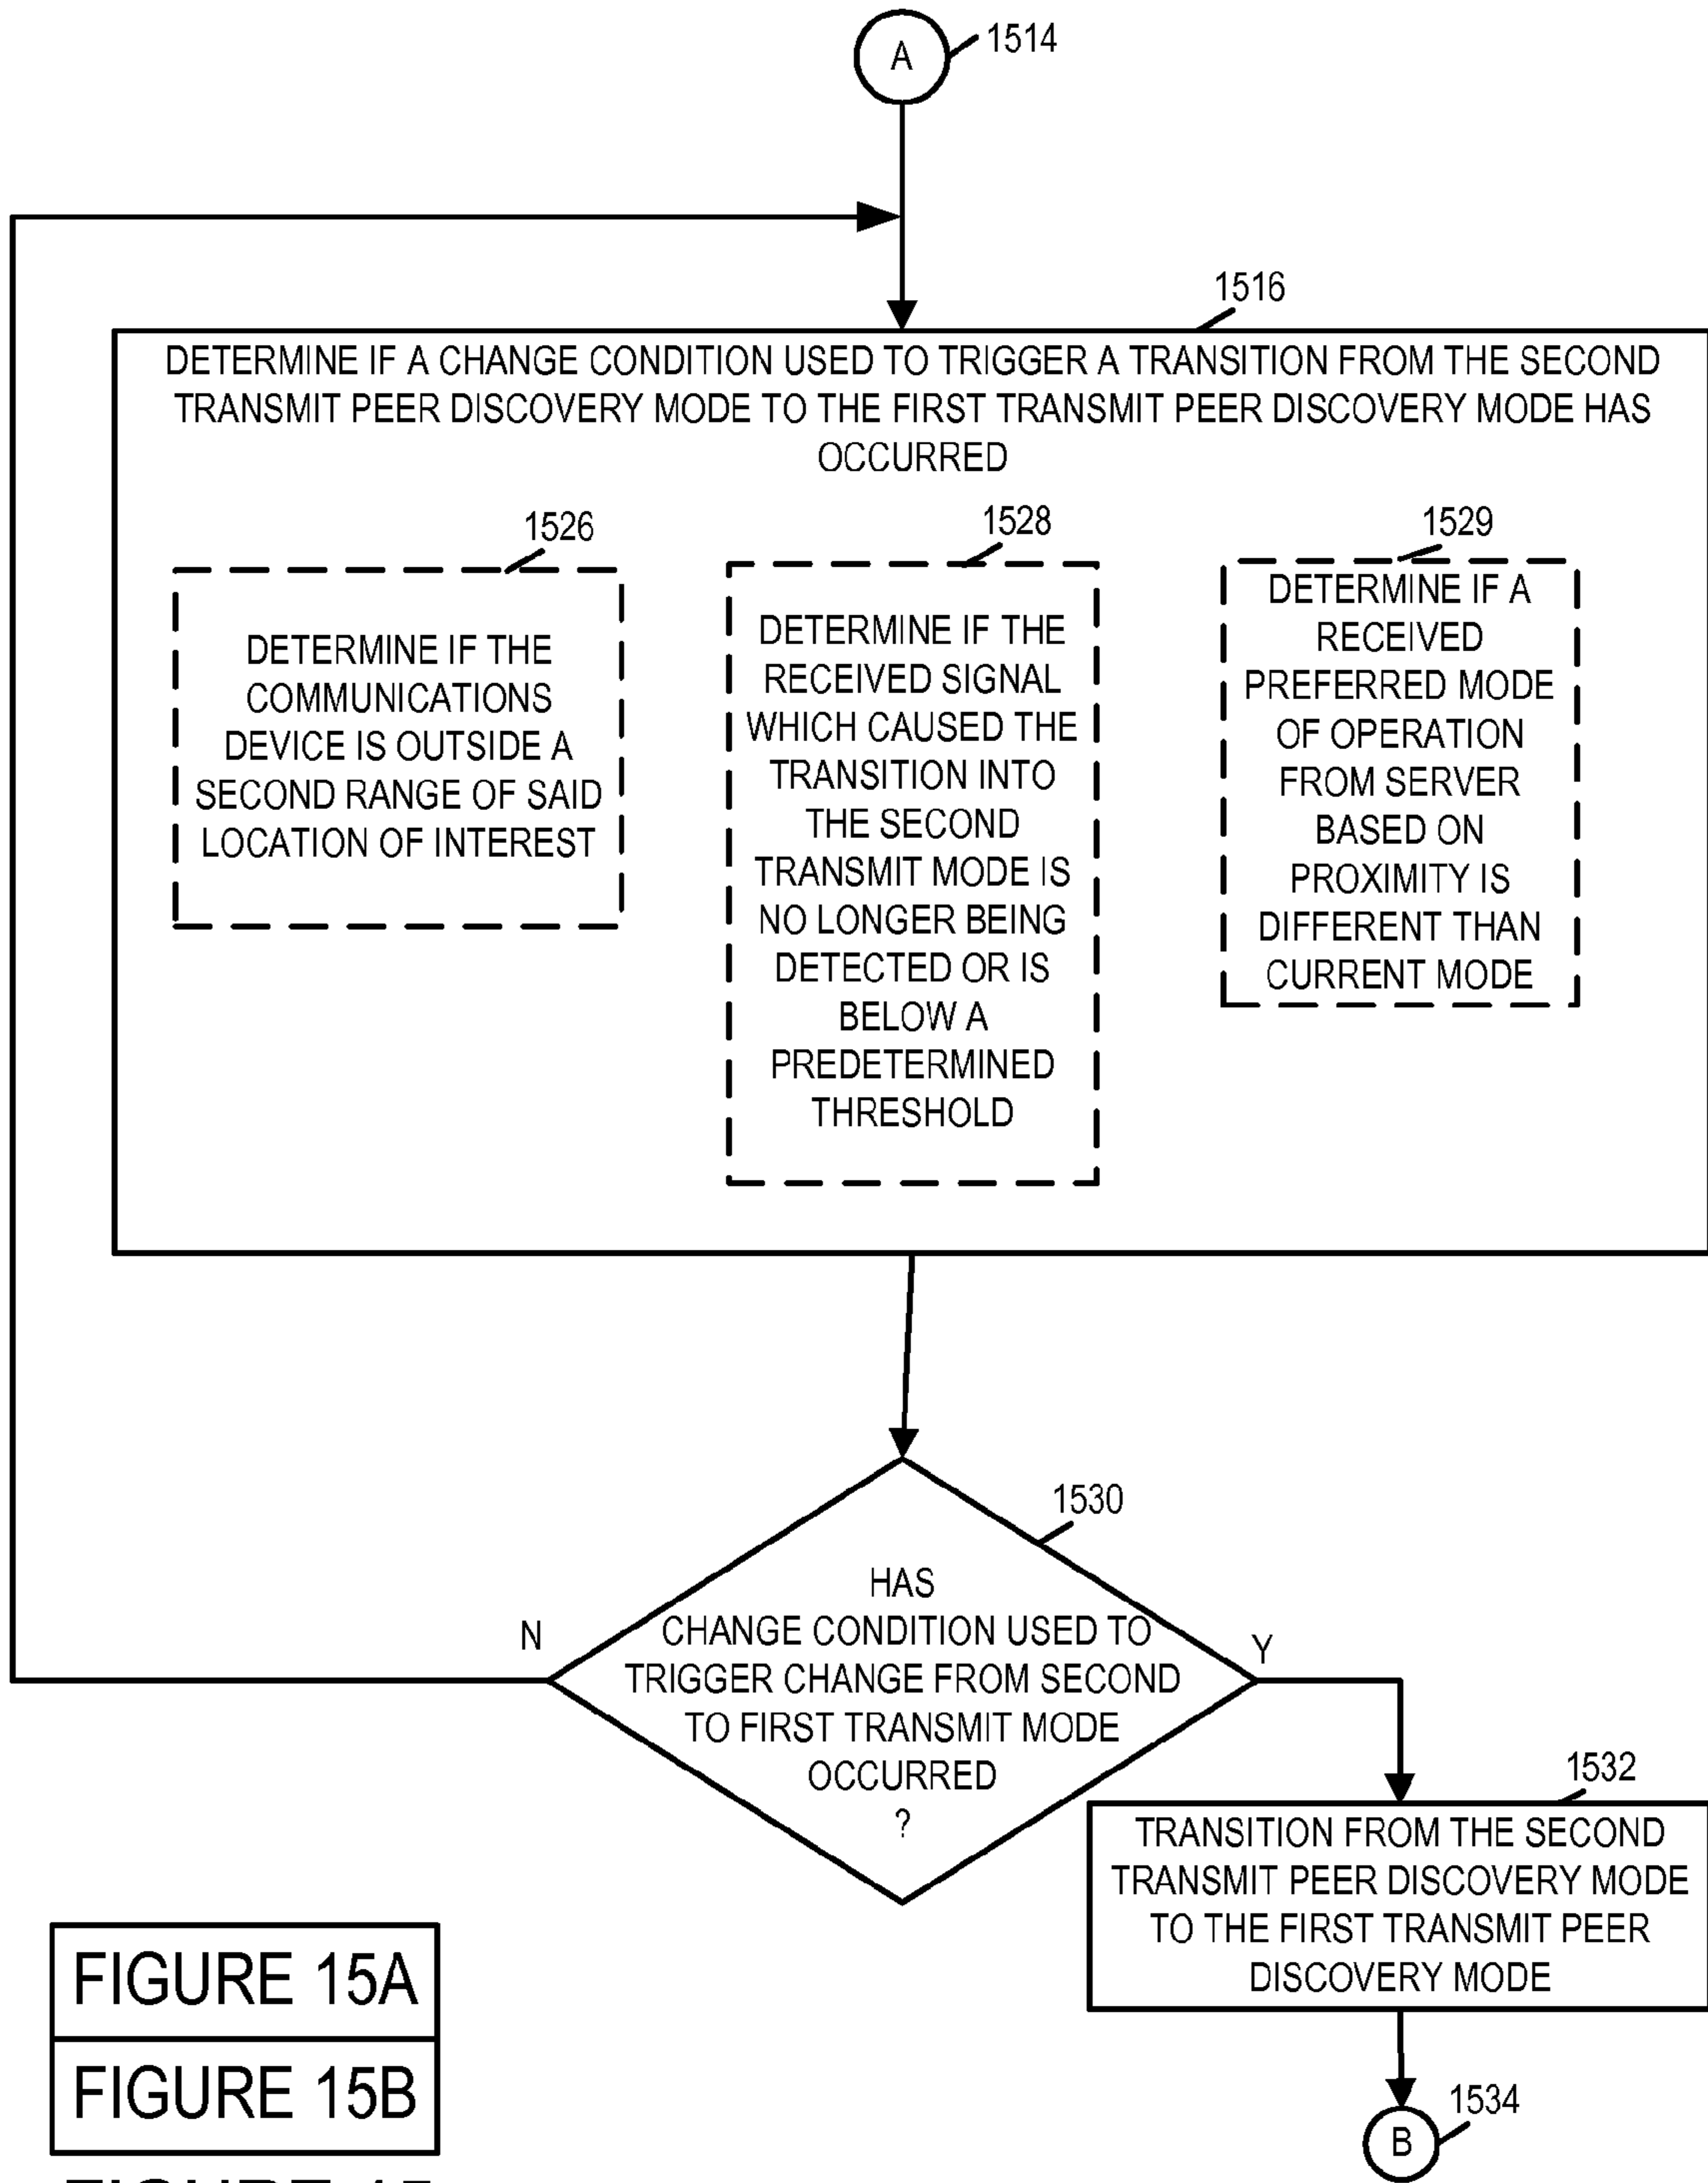 A
1514
1516
DETERMINE IF A CHANGE CONDITION USED TO TRIGGER A TRANSITION FROM THE SECOND
TRANSMIT PEER DISCOVERY MODE TO THE FIRST TRANSMIT PEER DISCOVERY MODE HAS
OCCURRED
1526
DETERMINE IF THE
COMMUNICATIONS
DEVICE IS OUTSIDE A
SECOND RANGE OF SAID
LOCATION OF INTEREST
1528
DETERMINE IF THE
RECEIVED SIGNAL
WHICH CAUSED THE
TRANSITION INTO
THE SECOND
TRANSMIT MODE IS
NO LONGER BEING
DETECTED OR IS
BELOW A
PREDETERMINED
THRESHOLD
1529
DETERMINE IF A
RECEIVED
PREFERRED MODE
OF OPERATION
FROM SERVER
BASED ON
PROXIMITY IS
DIFFERENT THAN
CURRENT MODE
1530
HAS
CHANGE CONDITION USED TO
TRIGGER CHANGE FROM SECOND
TO FIRST TRANSMIT MODE
OCCURRED
?
N
Y
1532
TRANSITION FROM THE SECOND
TRANSMIT PEER DISCOVERY MODE
TO THE FIRST TRANSMIT PEER
DISCOVERY MODE
B
1534
FIGURE 15A
FIGURE 15B